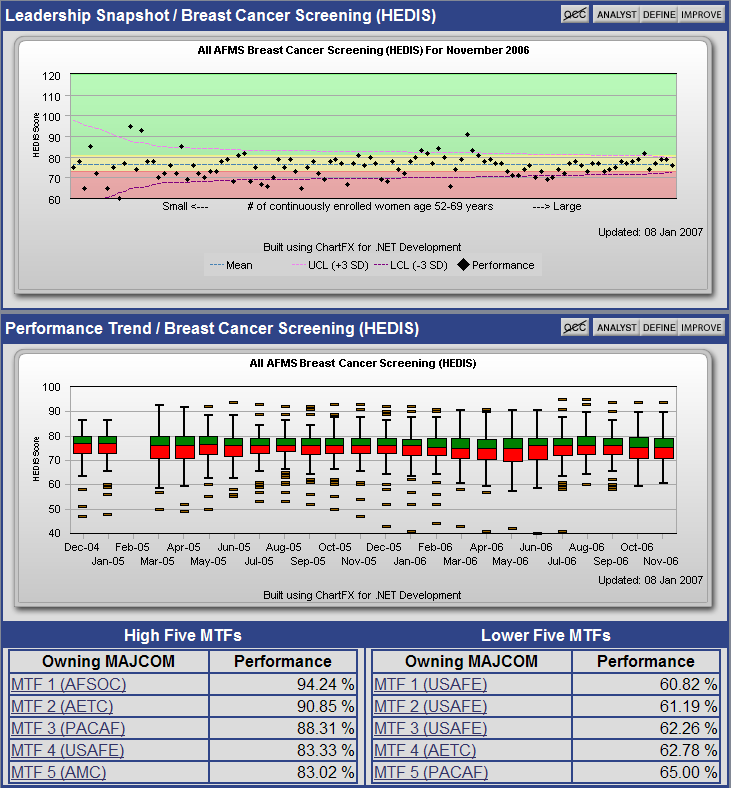 Leadership Snapshot / Breast Cancer Screening (HEDIS) QCC ANALYST DEFINE IMPROVE
All AFMS Breast Cancer Screening (HEDIS) For November 2006
120
110
100
90
80
70
60
HEDIS Score
Small <--- # of continuously enrolled women age 52-69 years ---> Large
Updated: 08 Jan 2007
Built using ChartFX for .NET Development
Mean UCL (+3 SD) LCL (-3 SD) Performance
Performance Trend / Breast Cancer Screening (HEDIS) QCC ANALYST DEFINE IMPROVE
All AFMS Breast Cancer Screening (HEDIS)
100
90
80
70
60
50
40
HEDIS Score
Dec-04 Feb-05 Apr-05 Jun-05 Aug-05 Oct-05 Dec-05 Feb-06 Apr-06 Jun-06 Aug-06 Oct-06
Jan-05 Mar-05 May-05 Jul-05 Sep-05 Nov-05 Jan-06 Mar-06 May-06 Jul-06 Sep-06 Nov-06
Updated: 08 Jan 2007
Built using ChartFX for .NET Development
High Five MTFs
Owning MAJCOM Performance
MTF 1 (AFSOC) 94.24 %
MTF 2 (AETC) 90.85 %
MTF 3 (PACAF) 88.31 %
MTF 4 (USAFE) 83.33 %
MTF 5 (AMC) 83.02 %
Lower Five MTFs
Owning MAJCOM Performance
MTF 1 (USAFE) 60.82 %
MTF 2 (USAFE) 61.19 %
MTF 3 (USAFE) 62.26 %
MTF 4 (AETC) 62.78 %
MTF 5 (PACAF) 65.00 %